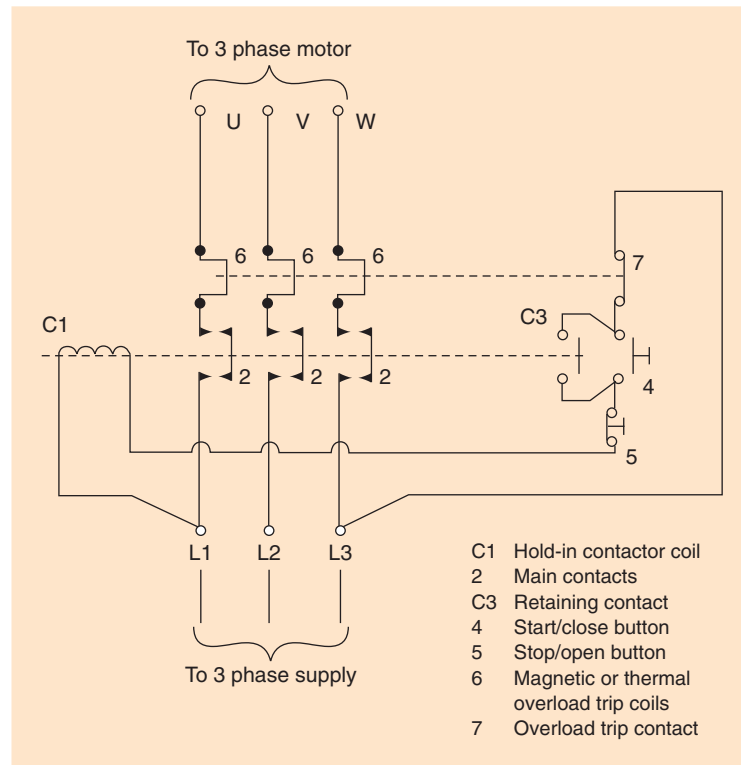 To 3 phase motor
U V W
6 6 6 7
C1 C3
2 2 2 4
5
L1 L2 L3
To 3 phase supply
C1 Hold-in contactor coil
2 Main contacts
C3 Retaining contact
4 Start/close button
5 Stop/open button
6 Magnetic or thermal
overload trip coils
7 Overload trip contact